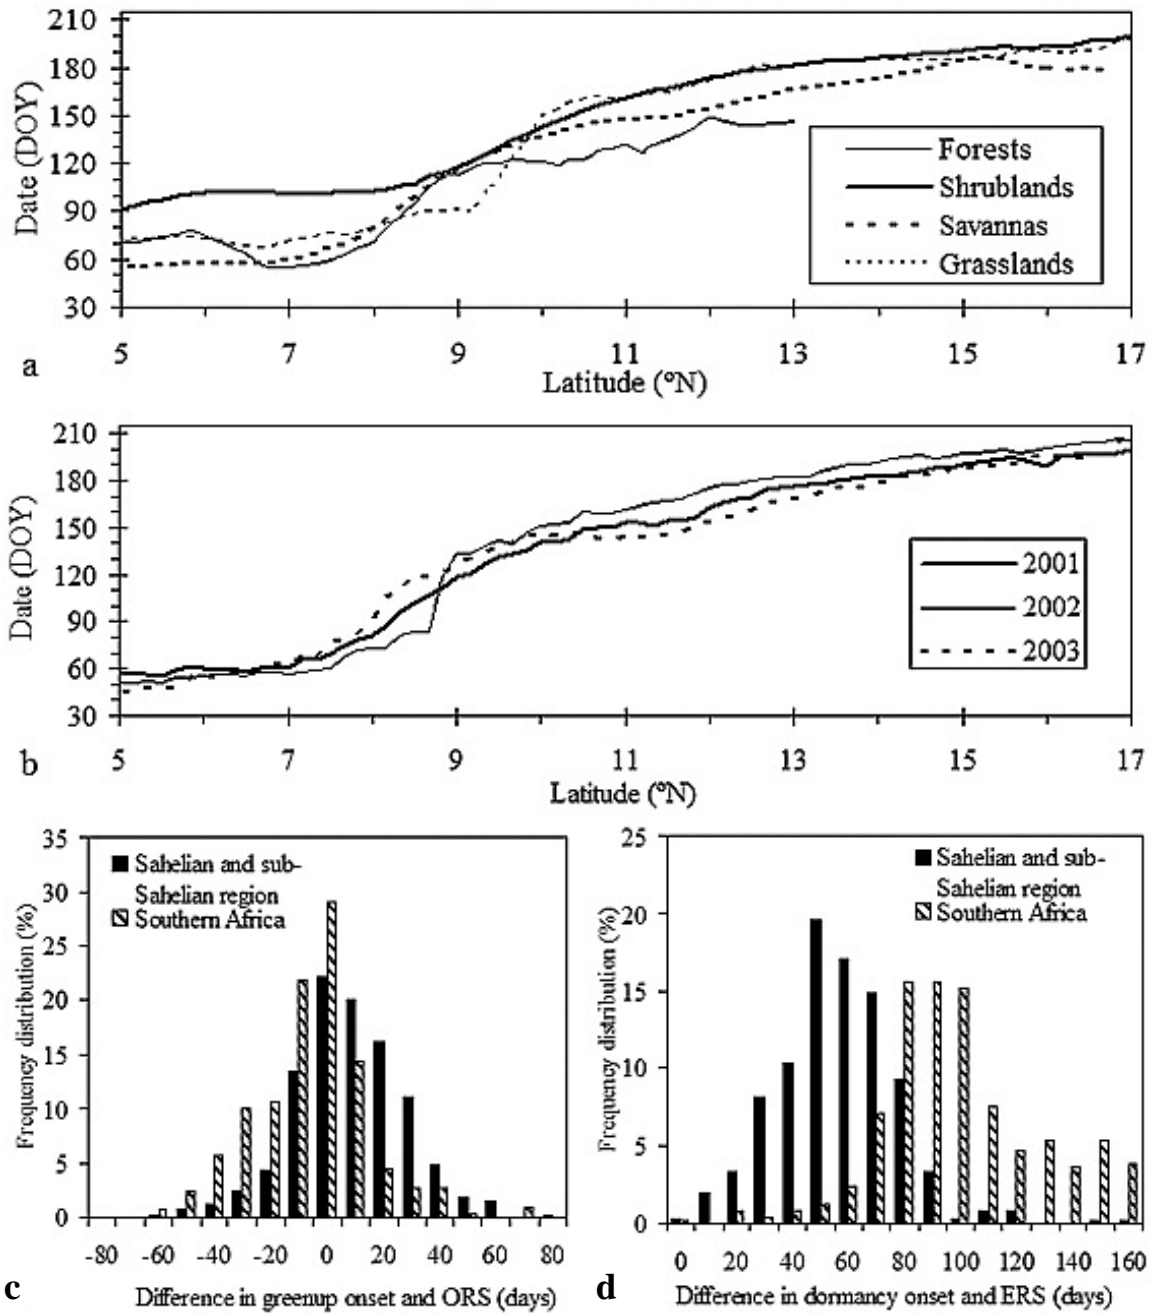 210
180
150
120
90
60
30
Date (DOY)
Forests
Shrublands
Savannas
Grasslands
5 7 9 11 13 15 17
a
Latitude (°N)
210
180
150
120
90
60
30
Date (DOY)
2001
2002
2003
5 7 9 11 13 15 17
b
Latitude (°N)
35
30
25
20
15
10
5
0
Frequency distribution (%)
Sahelian and sub-
Sahelian region
Southern Africa
-80 -60 -40 -20 0 20 40 60 80
c
Difference in greenup onset and ORS (days)
25
20
15
10
5
0
Frequency distribution (%)
Sahelian and sub-
Sahelian region
Southern Africa
0 20 40 60 80 100 120 140 160
d
Difference in dormancy onset and ERS (days)